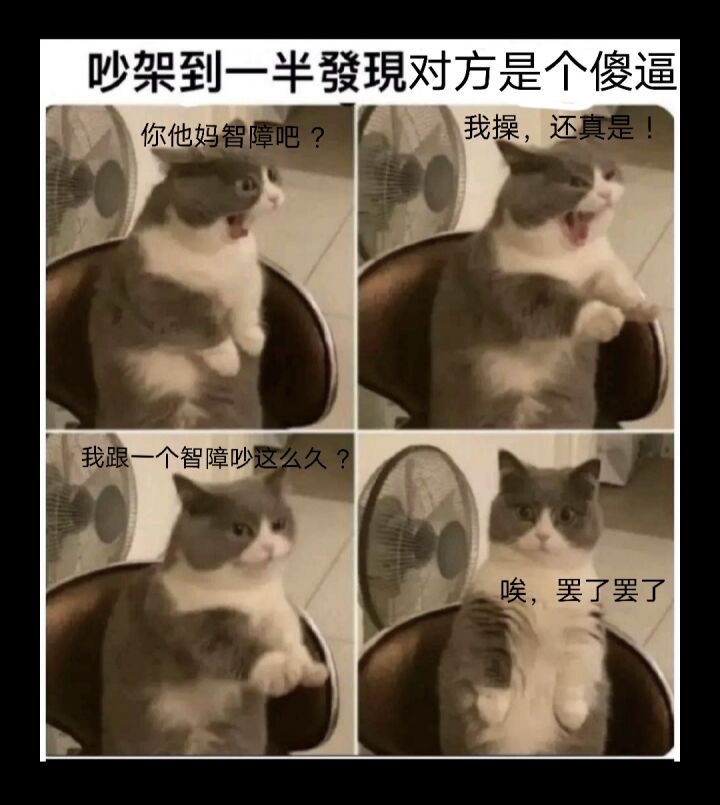 吵架到一半發現对方是个傻逼
你他妈智障吧？
我操，还真是！
我跟一个智障吵这么久？
唉，罢了罢了